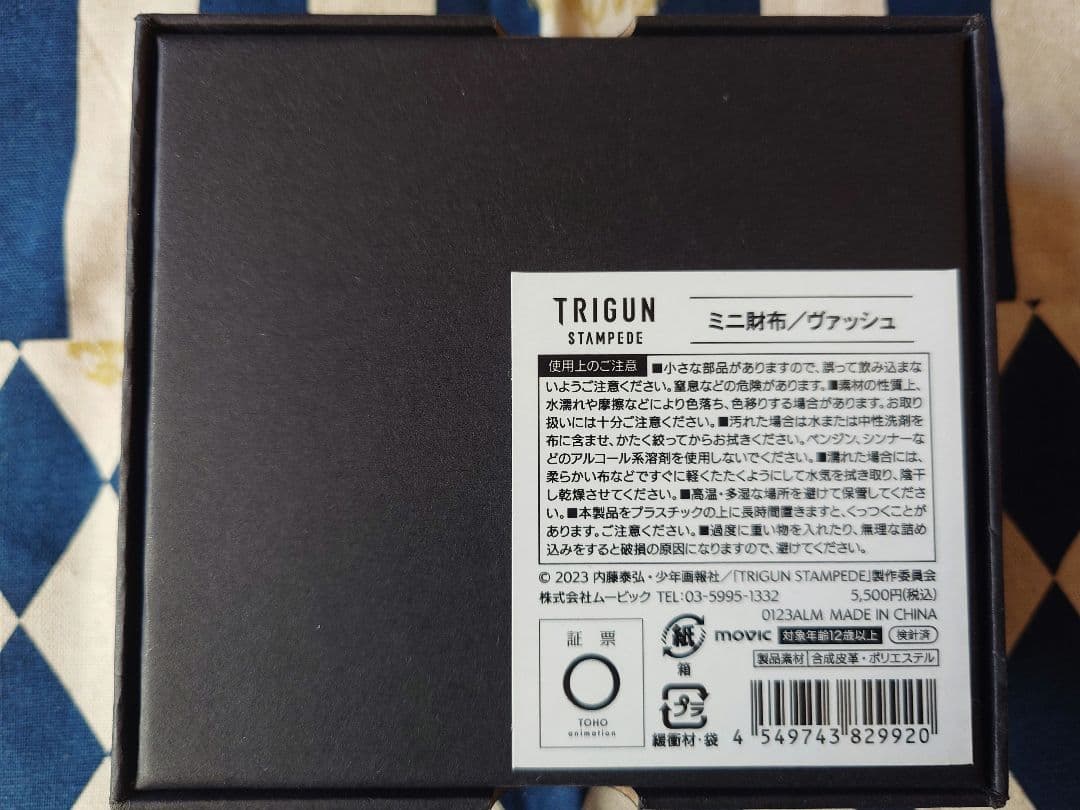 TRIGUN
STAMPEDE
ミニ財布／ヴァッシュ
使用上のご注意 ■小さな部品がありますので、誤って飲み込まな
いようご注意ください。窒息などの危険があります。■素材の性質上、
水濡れや摩擦などにより色落ち、色移りする場合があります。お取り
扱いには十分ご注意ください。■汚れた場合は水または中性洗剤を
布に含ませ、かたく絞ってからお拭きください。ベンジン、シンナーな
どのアルコール系溶剤を使用しないでください。■濡れた場合には、
柔らかい布などですぐに軽くたたくようにして水気を拭き取り、陰干
し乾燥させてください。■高温・多湿な場所を避けて保管してくださ
い。■本製品をプラスチックの上に長時間置きますと、くっつくことが
あります。ご注意ください。■過度に重い物を入れたり、無理な詰め
込みをすると破損の原因になりますので、避けてください。
© 2023 内藤泰弘・少年画報社／「TRIGUN STAMPEDE」製作委員会
株式会社ムービック TEL:03-5995-1332 5,500円(税込)
0123ALM MADE IN CHINA
証票
TOHO
animation
紙
箱
movic 対象年齢12歳以上 検針済
製品素材 合成皮革・ポリエステル
プラ
緩衝材・袋
4 549743 829920